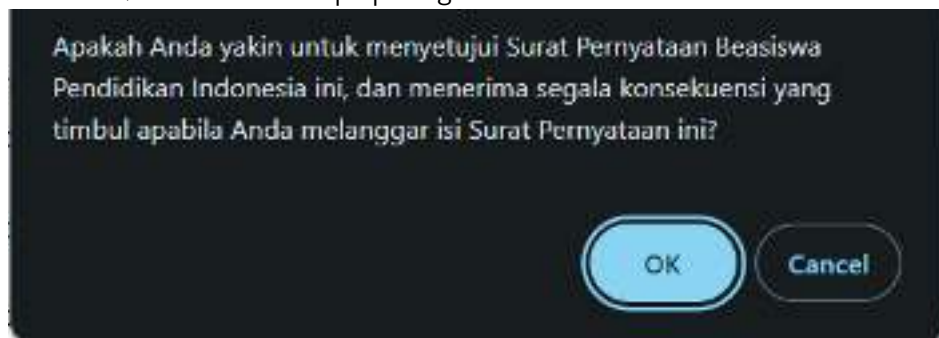 Apakah Anda yakin untuk menyetujui Surat Pernyataan Beasiswa
Pendidikan Indonesia ini, dan menerima segala konsekuensi yang
timbul apabila Anda melanggar isi Surat Pernyataan ini?
OK
Cancel